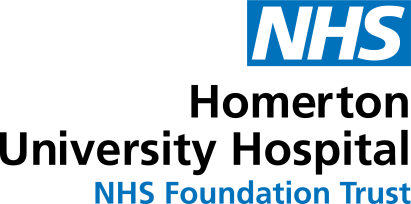 NHS
Homerton
University Hospital
NHS Foundation Trust